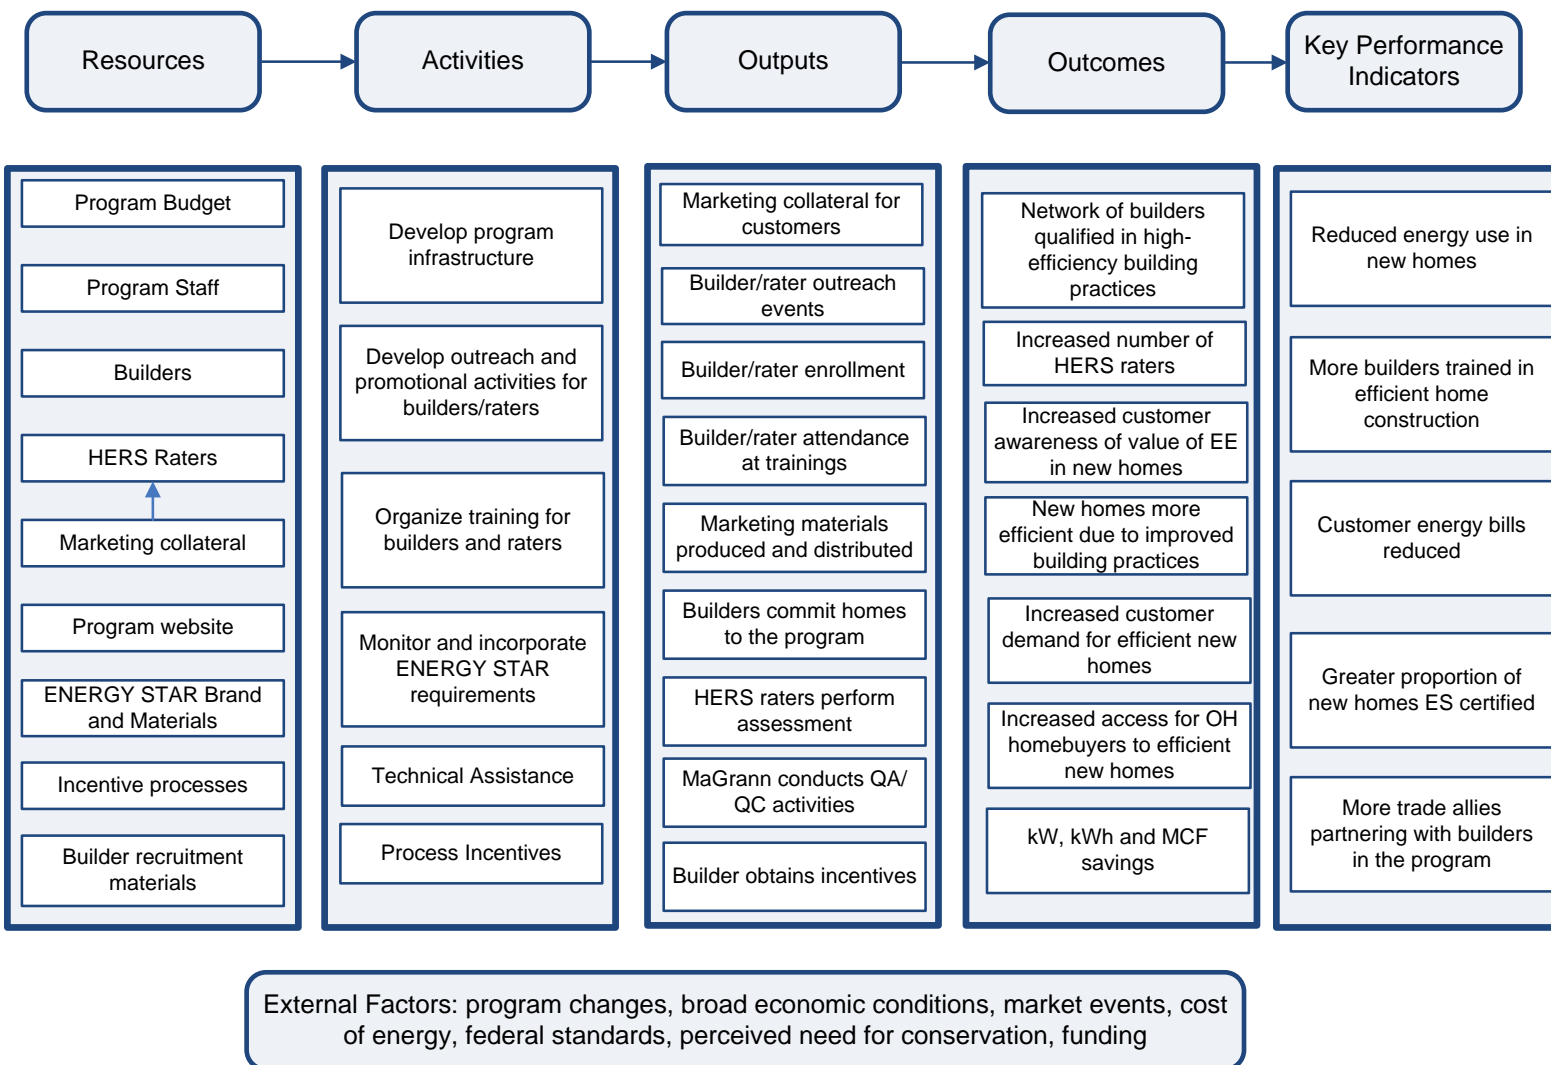 Resources
Activities
Outputs
Outcomes
Key Performance
Indicators
Program Budget
Program Staff
Builders
HERS Raters
Marketing collateral
Program website
ENERGY STAR Brand
and Materials
Incentive processes
Builder recruitment
materials
Develop program
infrastructure
Develop outreach and
promotional activities for
builders/raters
Organize training for
builders and raters
Monitor and incorporate
ENERGY STAR
requirements
Technical Assistance
Process Incentives
Marketing collateral for
customers
Builder/rater outreach
events
Builder/rater enrollment
Builder/rater attendance
at trainings
Marketing materials
produced and distributed
Builders commit homes
to the program
HERS raters perform
assessment
MaGrann conducts QA/
QC activities
Builder obtains incentives
Network of builders
qualified in high-
efficiency building
practices
Increased number of
HERS raters
Increased customer
awareness of value of EE
in new homes
New homes more
efficient due to improved
building practices
Increased customer
demand for efficient new
homes
Increased access for OH
homebuyers to efficient
new homes
kW, kWh and MCF
savings
Reduced energy use in
new homes
More builders trained in
efficient home
construction
Customer energy bills
reduced
Greater proportion of
new homes ES certified
More trade allies
partnering with builders
in the program
External Factors: program changes, broad economic conditions, market events, cost
of energy, federal standards, perceived need for conservation, funding